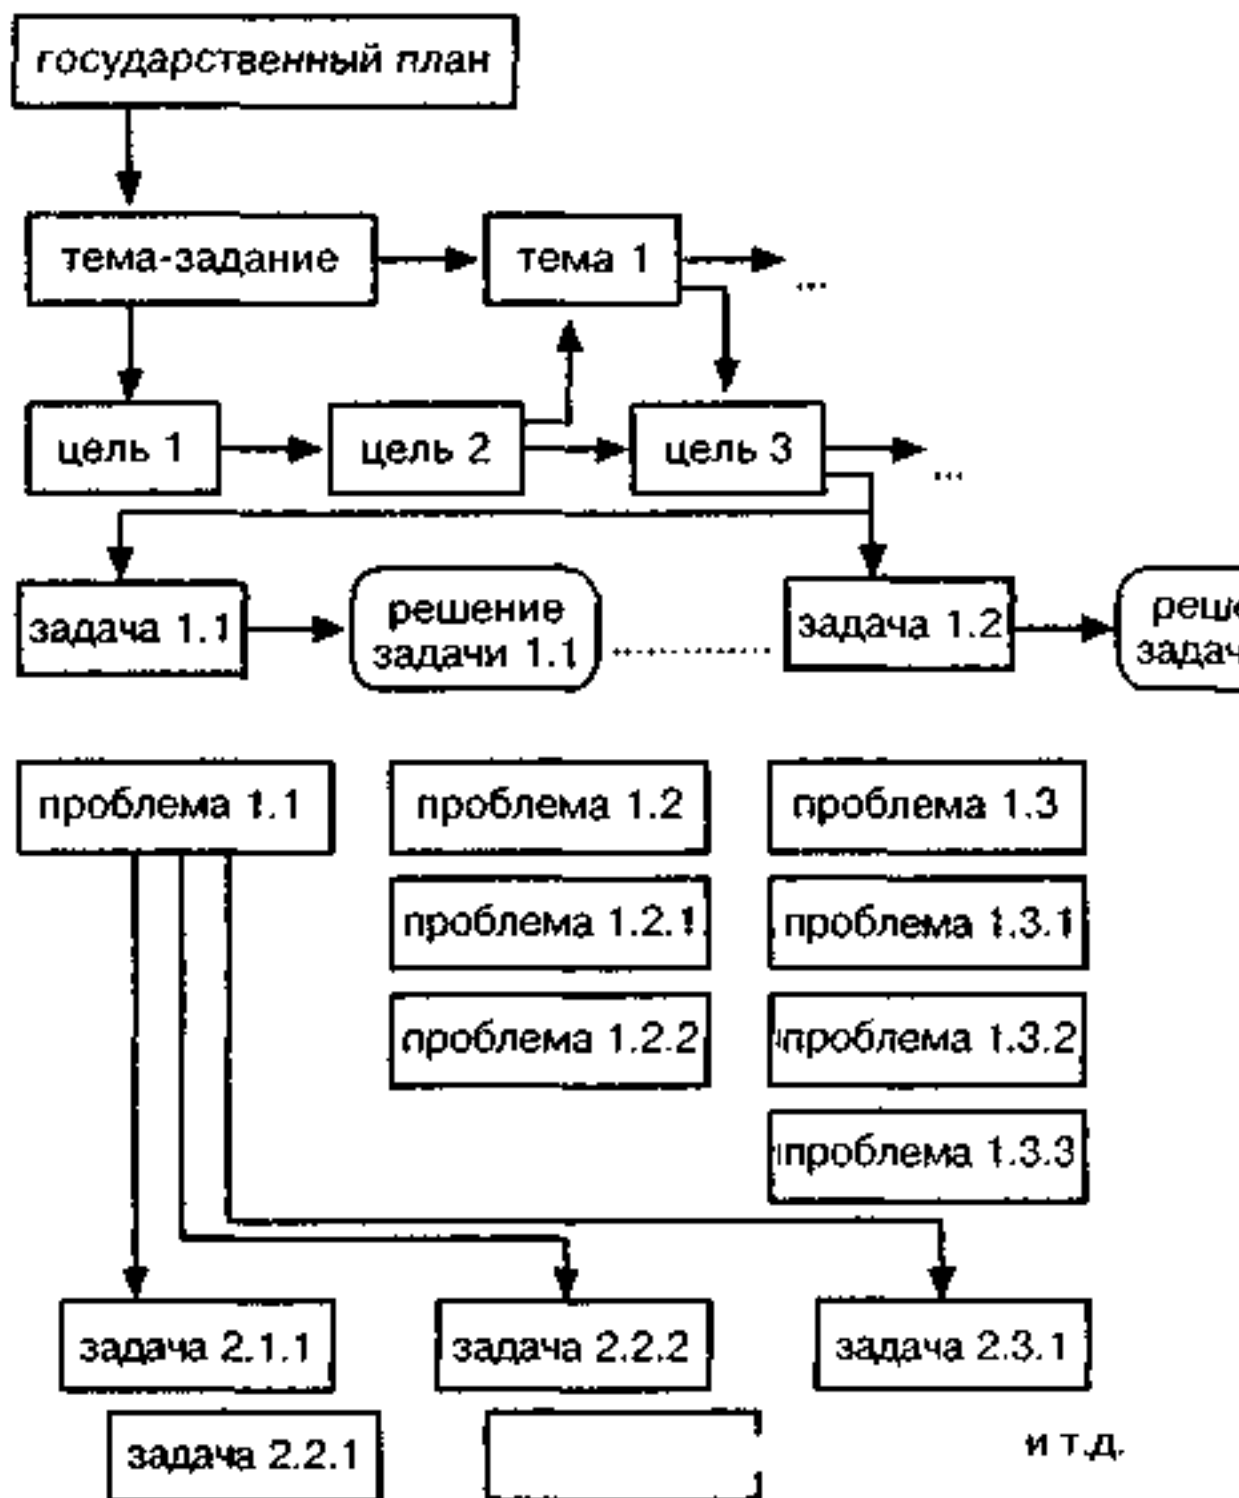 государственный план
тема-задание
тема 1
...
цель 1
цель 2
цель 3
...
задача 1.1
решение
задачи 1.1
задача 1.2
проблема 1.1
проблема 1.2
проблема 1.3
проблема 1.2.1
проблема 1.3.1
проблема 1.2.2
проблема 1.3.2
проблема 1.3.3
задача 2.1.1
задача 2.2.2
задача 2.3.1
задача 2.2.1
и т.д.